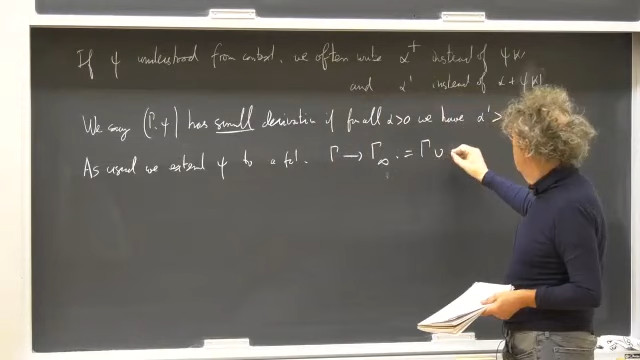 If ψ understood from context, we often write α† instead of ψ(α)
and α' instead of α + ψ(α)
We say (Γ, ψ) has small derivation if for all α>0 we have α' >
As usual we extend ψ to a fct. Γ → Γ∞ := Γ ∪